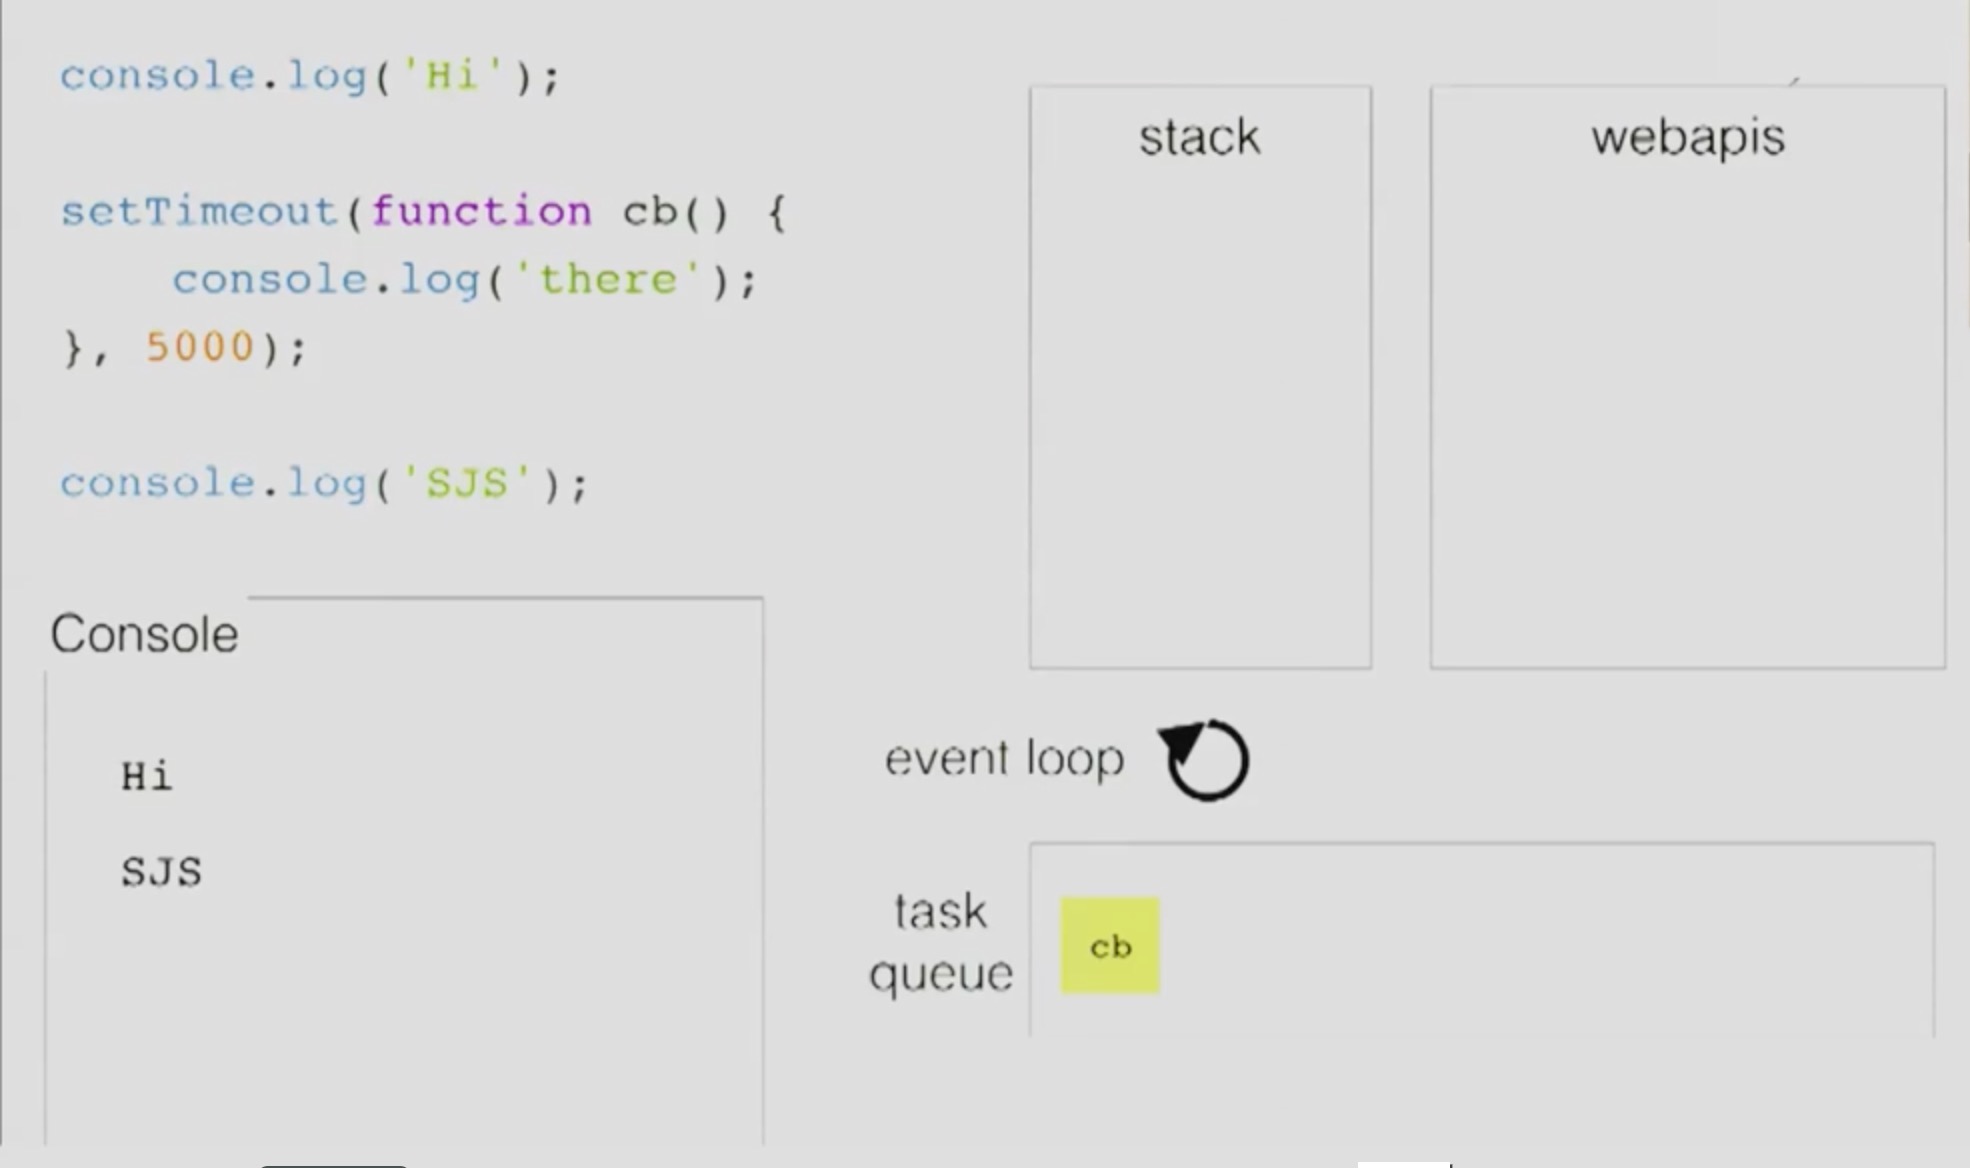 console.log('Hi');
setTimeout(function cb() {
console.log('there');
}, 5000);
console.log('SJS');
Console
Hi
SJS
stack
webapis
event loop
task
queue
cb